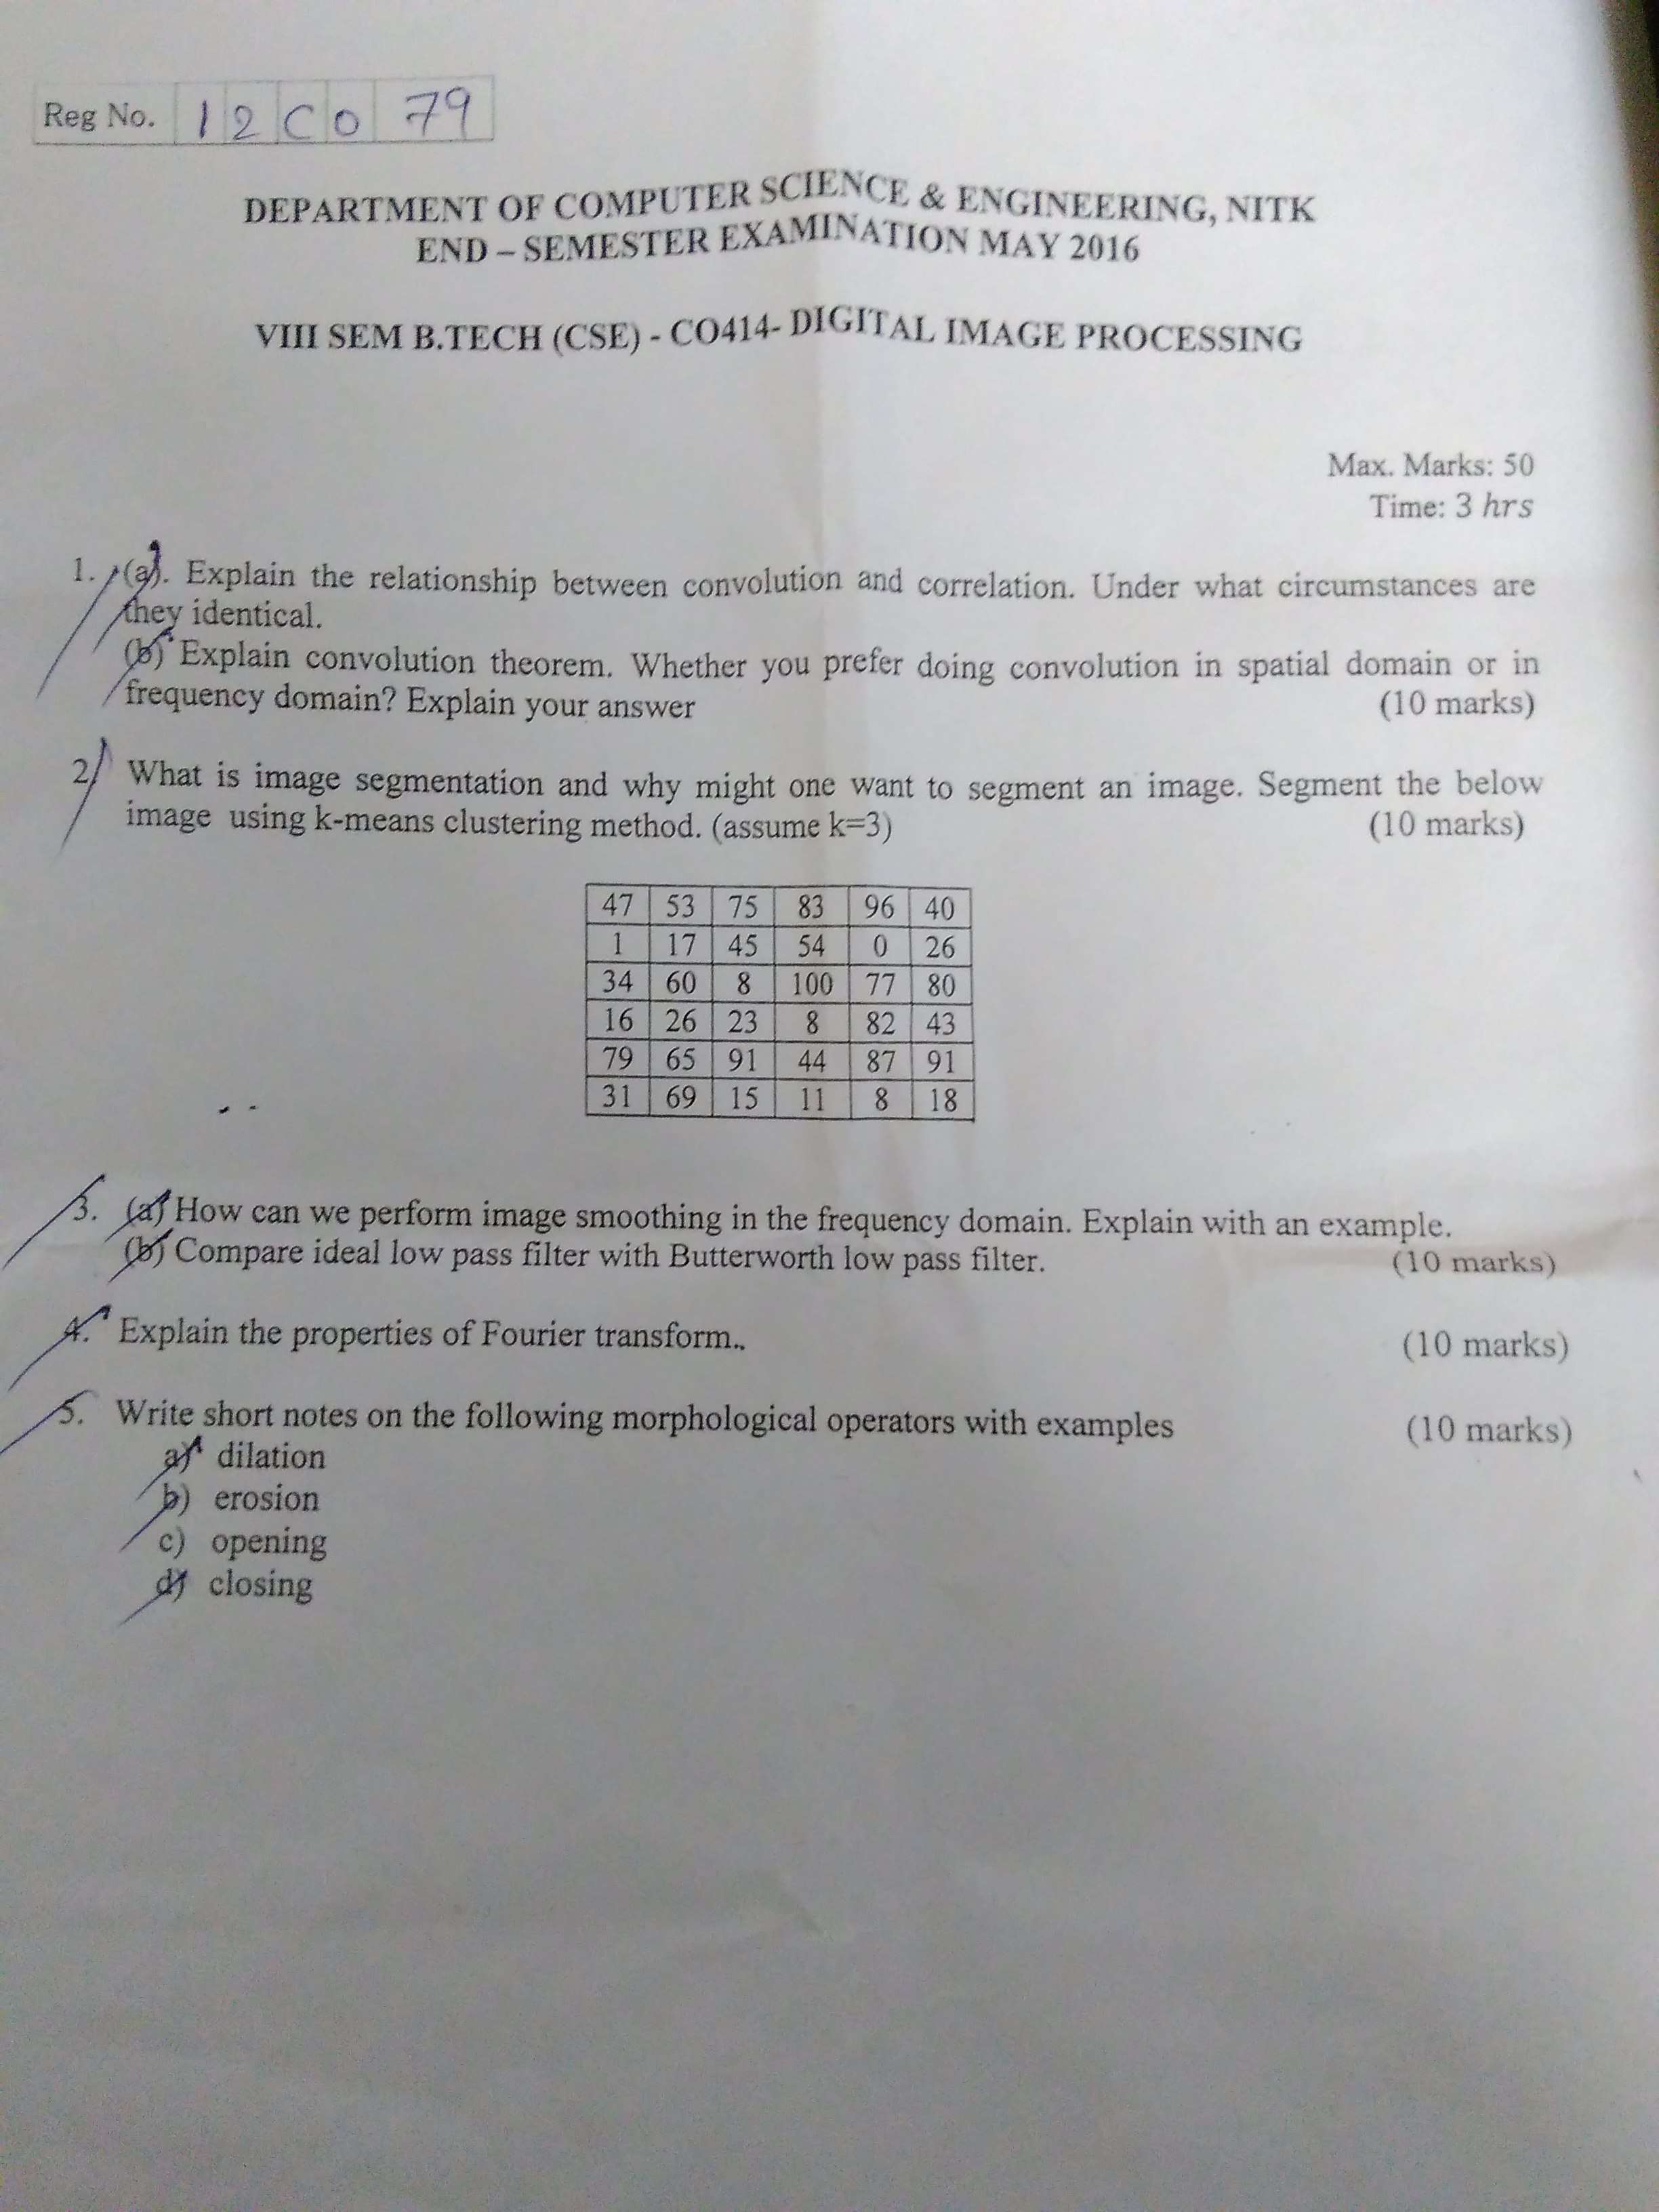 Reg No. 12CO 79
DEPARTMENT OF COMPUTER SCIENCE & ENGINEERING, NITK
END – SEMESTER EXAMINATION MAY 2016
VIII SEM B.TECH (CSE) - CO414- DIGITAL IMAGE PROCESSING
Max. Marks: 50
Time: 3 hrs
1. (a). Explain the relationship between convolution and correlation. Under what circumstances are
they identical.
(b) Explain convolution theorem. Whether you prefer doing convolution in spatial domain or in
frequency domain? Explain your answer (10 marks)
2. What is image segmentation and why might one want to segment an image. Segment the below
image using k-means clustering method. (assume k=3) (10 marks)
47 53 75 83 96 40
1 17 45 54 0 26
34 60 8 100 77 80
16 26 23 8 82 43
79 65 91 44 87 91
31 69 15 11 8 18
3. (a) How can we perform image smoothing in the frequency domain. Explain with an example.
(b) Compare ideal low pass filter with Butterworth low pass filter. (10 marks)
4. Explain the properties of Fourier transform.. (10 marks)
5. Write short notes on the following morphological operators with examples (10 marks)
a) dilation
b) erosion
c) opening
d) closing